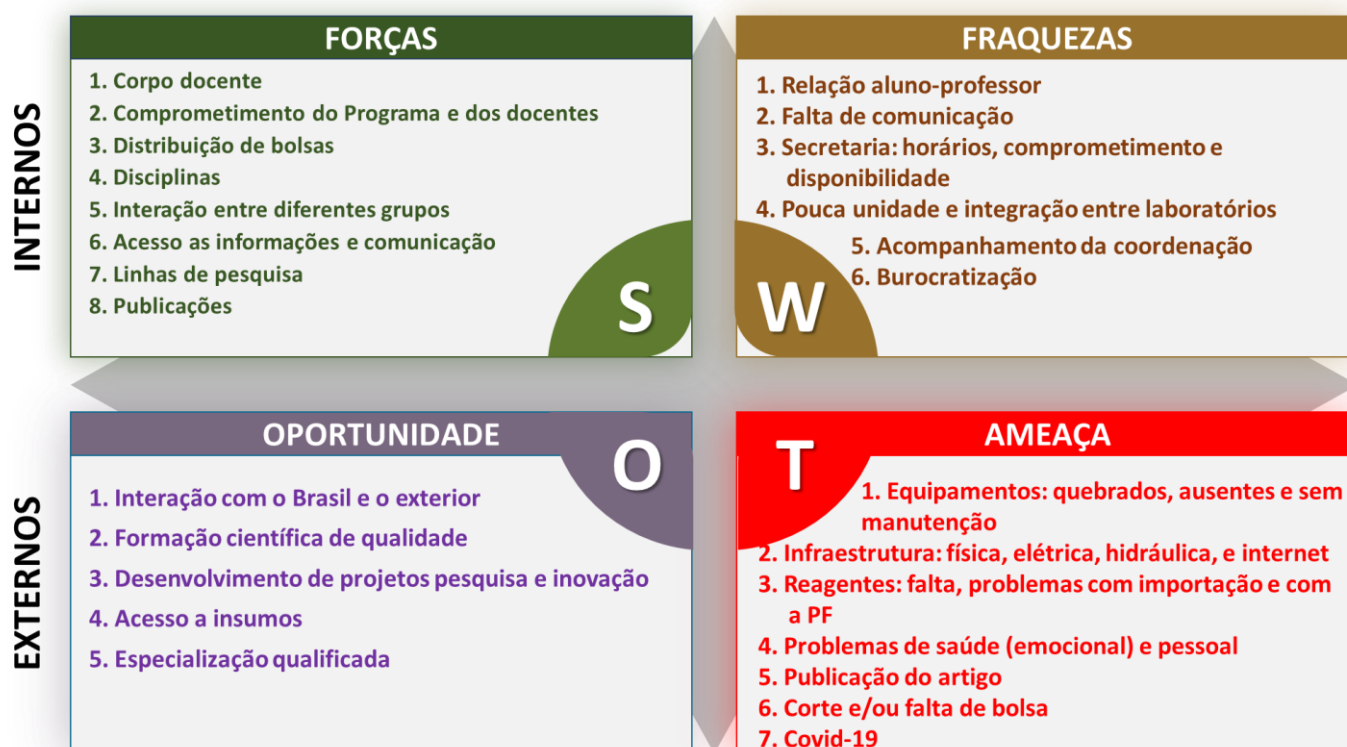 INTERNOS
FORÇAS
1. Corpo docente
2. Comprometimento do Programa e dos docentes
3. Distribuição de bolsas
4. Disciplinas
5. Interação entre diferentes grupos
6. Acesso as informações e comunicação
7. Linhas de pesquisa
8. Publicações
S
FRAQUEZAS
1. Relação aluno-professor
2. Falta de comunicação
3. Secretaria: horários, comprometimento e
disponibilidade
4. Pouca unidade e integração entre laboratórios
5. Acompanhamento da coordenação
6. Burocratização
W
EXTERNOS
OPORTUNIDADE
O
1. Interação com o Brasil e o exterior
2. Formação científica de qualidade
3. Desenvolvimento de projetos pesquisa e inovação
4. Acesso a insumos
5. Especialização qualificada
AMEAÇA
T
1. Equipamentos: quebrados, ausentes e sem
manutenção
2. Infraestrutura: física, elétrica, hidráulica, e internet
3. Reagentes: falta, problemas com importação e com
a PF
4. Problemas de saúde (emocional) e pessoal
5. Publicação do artigo
6. Corte e/ou falta de bolsa
7. Covid-19